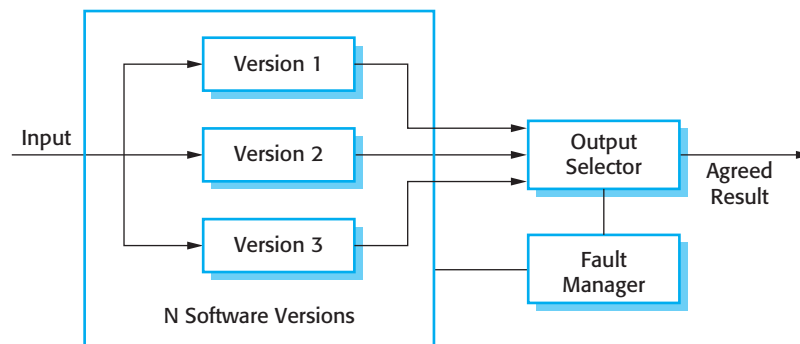 Version 1
Input
Version 2
Output
Selector
Agreed
Result
Version 3
Fault
Manager
N Software Versions